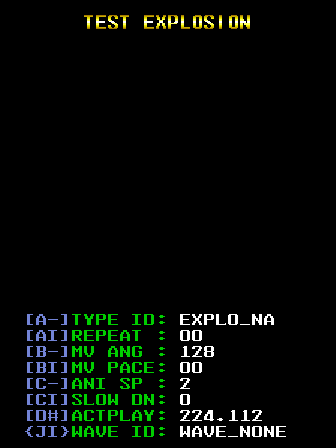 TEST EXPLOSION
[A-]TYPE ID: EXPLO_NA
[AI]REPEAT : 00
[B-]MV ANG : 128
[BI]MV PACE: 00
[C-]ANI SP : 2
[CI]SLOW DN: 0
[D#]ACTPLAY: 224.112
{JI}WAVE ID: WAVE_NONE